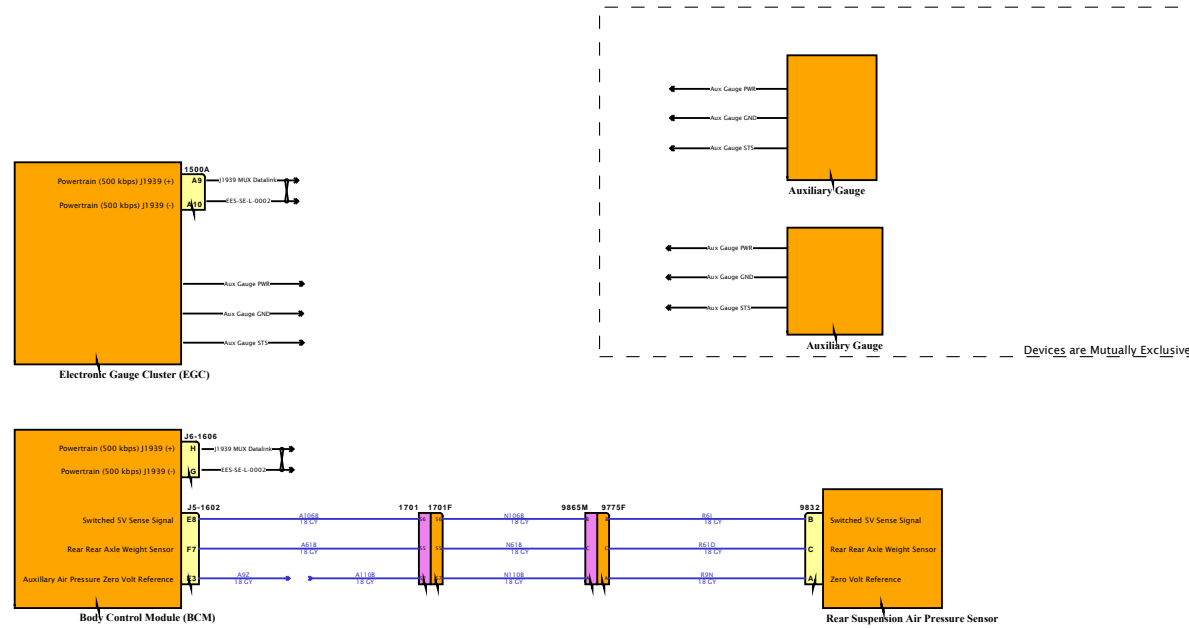 Aux Gauge PWR
Aux Gauge GND
Aux Gauge STS
Auxiliary Gauge
1500A
Powertrain (500 kbps) J1939 (+)
A9
J1939 MUX Datalink
Powertrain (500 kbps) J1939 (-)
A10
EES-SE-L-0002
Aux Gauge PWR
Aux Gauge GND
Aux Gauge STS
Electronic Gauge Cluster (EGC)
Aux Gauge PWR
Aux Gauge GND
Aux Gauge STS
Auxiliary Gauge
Devices are Mutually Exclusive
J6-1606
Powertrain (500 kbps) J1939 (+)
H
J1939 MUX Datalink
Powertrain (500 kbps) J1939 (-)
G
EES-SE-L-0002
J5-1602
1701 1701F
9865M 9775F
9832
Switched 5V Sense Signal
E8
A106B
18 GY
S6
S6
N106B
18 GY
B
R6I
18 GY
B
Switched 5V Sense Signal
Rear Rear Axle Weight Sensor
F7
A61B
18 GY
S5
S5
N61B
18 GY
C
C
R61D
18 GY
C
Rear Rear Axle Weight Sensor
Auxillary Air Pressure Zero Volt Reference
E3
A9Z
18 GY
A110B
18 GY
N110B
18 GY
R9N
18 GY
A
Zero Volt Reference
Body Control Module (BCM)
Rear Suspension Air Pressure Sensor